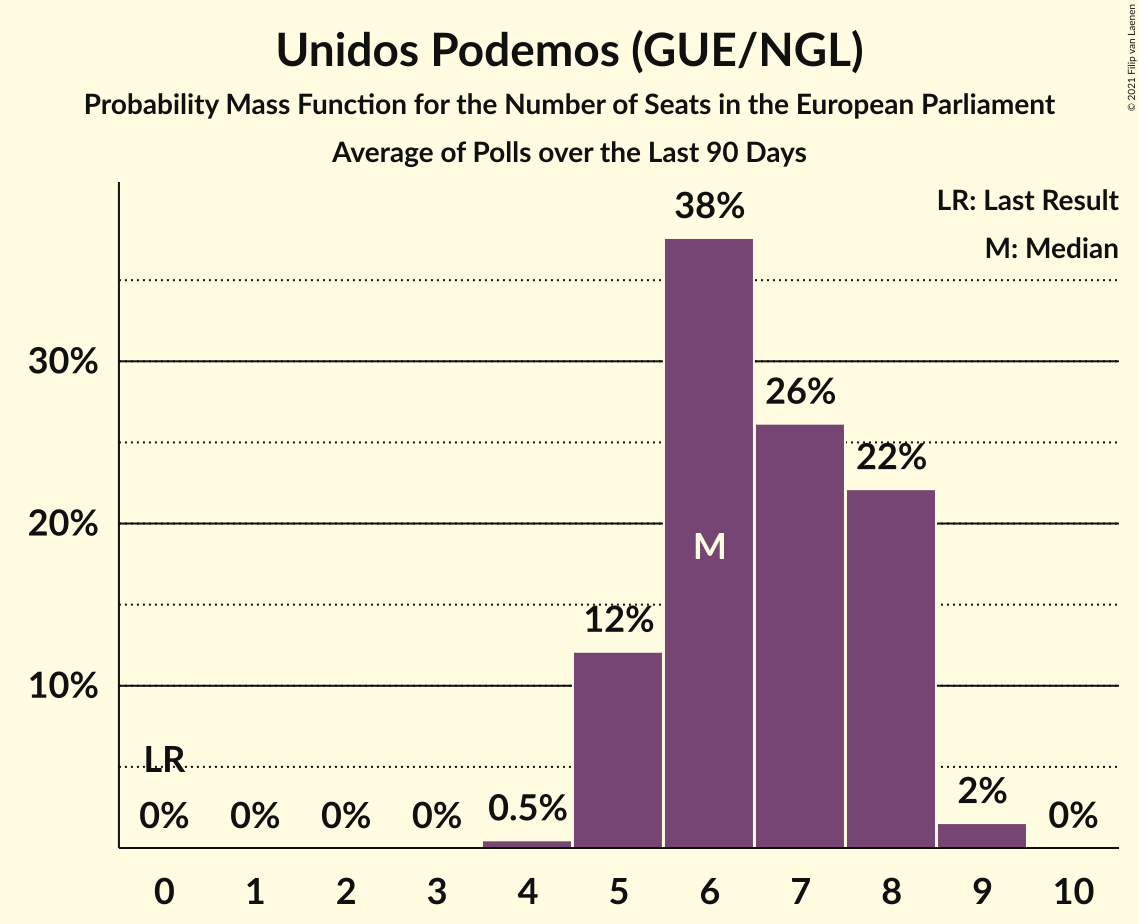 Unidos Podemos (GUE/NGL)
Probability Mass Function for the Number of Seats in the European Parliament
Average of Polls over the Last 90 Days
© 2021 Filip van Laenen
LR: Last Result
M: Median
38%
30%
26%
22%
20%
M
12%
10%
LR
0% 0% 0% 0% 0.5% 2% 0%
0 1 2 3 4 5 6 7 8 9 10